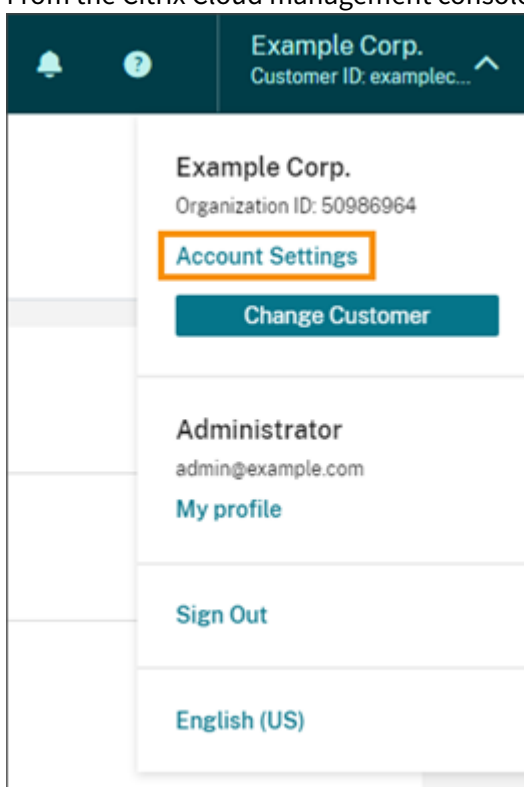 From the Citrix Cloud management console
?
Example Corp.
Customer ID: examplec...
Example Corp.
Organization ID: 50986964
Account Settings
Change Customer
Administrator
admin@example.com
My profile
Sign Out
English (US)